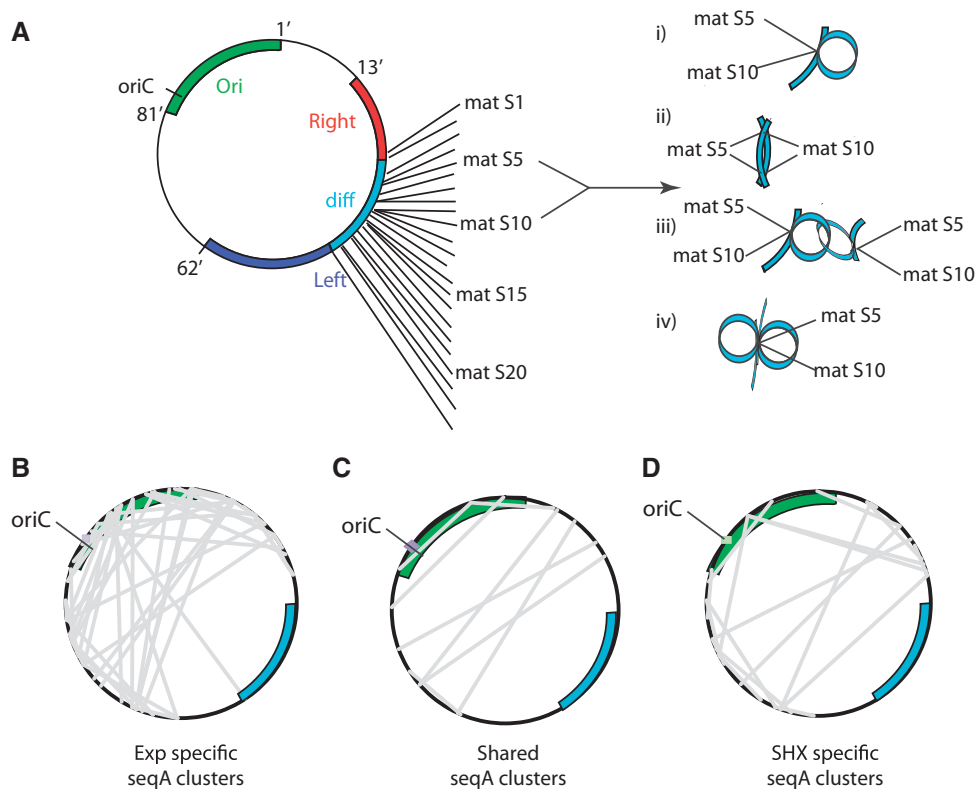 A
1’
13’
oriC
Ori
81’
Right
diff
62’
Left
mat S1
mat S5
mat S10
mat S15
mat S20
i)
mat S5
mat S10
ii)
mat S5
mat S10
iii)
mat S5
mat S10
mat S5
mat S10
iv)
mat S5
mat S10
B
oriC
Exp specific
seqA clusters
C
oriC
Shared
seqA clusters
D
oriC
SHX specific
seqA clusters